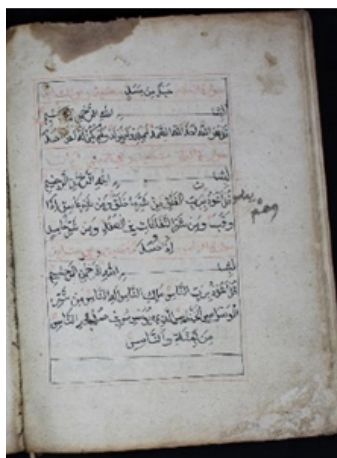 حبل من مسد
بسم الله الرحمن الرحيم
قل هو الله احد الله الصمد لم يلد ولم يولد ولم يكن له كفوا احد
بسم الله الرحمن الرحيم
قل اعوذ برب الفلق من شر ما خلق ومن شر غاسق اذا
وقب ومن شر النفاثات في العقد ومن شر حاسد
اذا حسد
بسم الله الرحمن الرحيم
قل اعوذ برب الناس ملك الناس اله الناس من شر
الوسواس الخناس الذي يوسوس في صدور الناس
من الجنة والناس